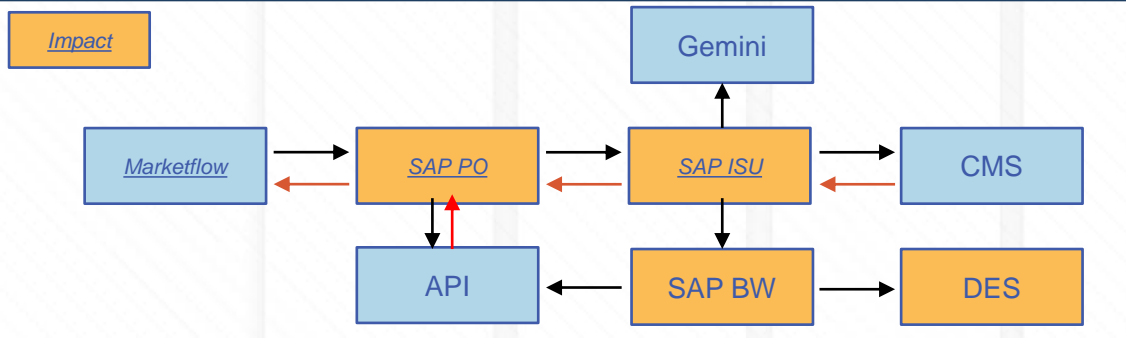 Impact
Gemini
Marketflow
SAP PO
SAP ISU
CMS
API
SAP BW
DES